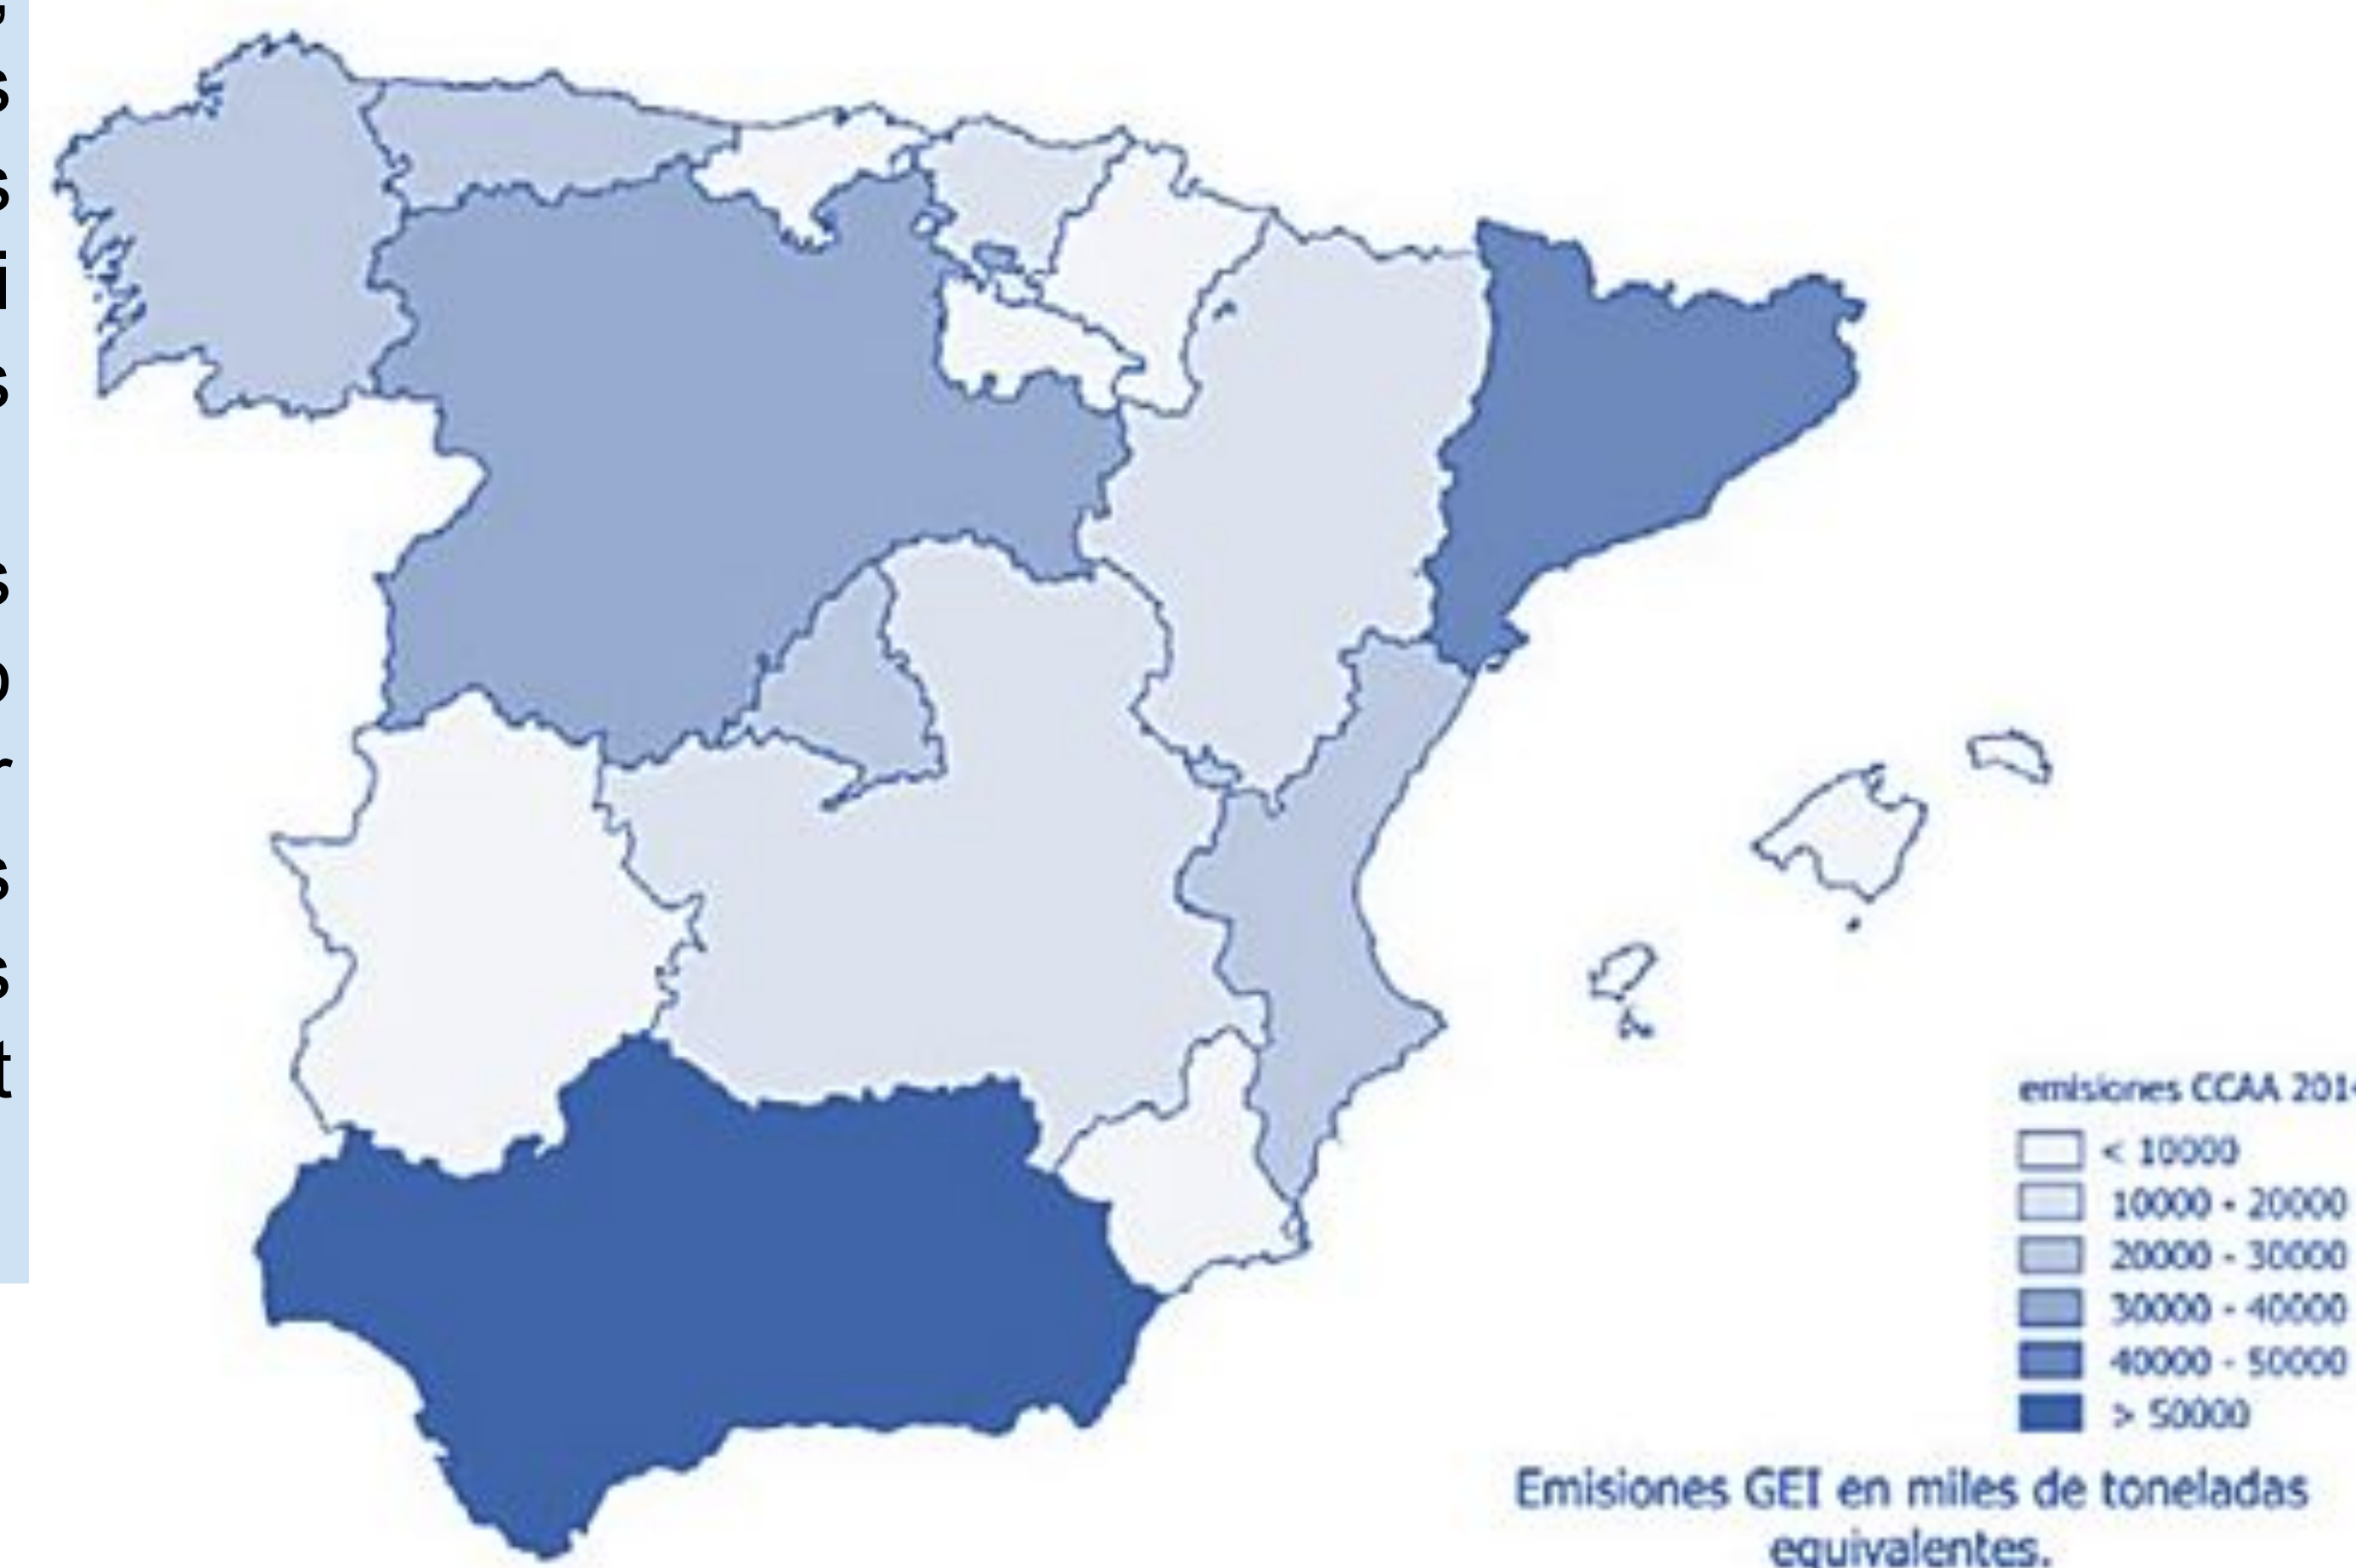 emisiones CCAA 201
< 10000
10000 - 20000
20000 - 30000
30000 - 40000
40000 - 50000
> 50000
Emisiones GEI en miles de toneladas
equivalentes.